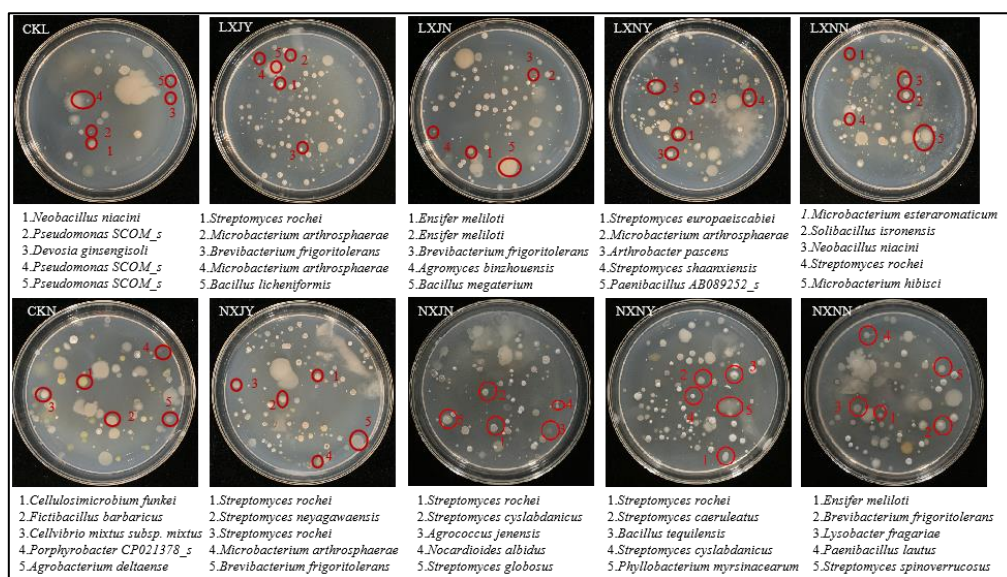 CKL
LXJY
LXJN
LXNY
LXNN
1.Neobacillus niacini
2.Pseudomonas SCOM_s
3.Devosia ginsengisoli
4.Pseudomonas SCOM_s
5.Pseudomonas SCOM_s
1.Streptomyces rochei
2.Microbacterium arthrosphaerae
3.Brevibacterium frigoritolerans
4.Microbacterium arthrosphaerae
5.Bacillus licheniformis
1.Ensifer meliloti
2.Ensifer meliloti
3.Brevibacterium frigoritolerans
4.Agromyces binzhouensis
5.Bacillus megaterium
1.Streptomyces europaeiscabiei
2.Microbacterium arthrosphaerae
3.Arthrobacter pascens
4.Streptomyces shaanxiensis
5.Paenibacillus AB089252_s
1.Microbacterium esteraromaticum
2.Solibacillus isronensis
3.Neobacillus niacini
4.Streptomyces rochei
5.Microbacterium hibisci
CKN
NXJY
NXJN
NXNY
NXNN
1.Cellulosimicrobium funkei
2.Fictibacillus barbaricus
3.Cellvibrio mixtus subsp. mixtus
4.Porphyrobacter CP021378_s
5.Agrobacterium deltaense
1.Streptomyces rochei
2.Streptomyces neyagawaensis
3.Streptomyces rochei
4.Microbacterium arthrosphaerae
5.Brevibacterium frigoritolerans
1.Streptomyces rochei
2.Streptomyces cyslabdanicus
3.Agrococcus jenensis
4.Nocardioides albidus
5.Streptomyces globosus
1.Streptomyces rochei
2.Streptomyces caeruleatus
3.Bacillus tequilensis
4.Streptomyces cyslabdanicus
5.Phyllobacterium myrsinacearum
1.Ensifer meliloti
2.Brevibacterium frigoritolerans
3.Lysobacter fragariae
4.Paenibacillus lautus
5.Streptomyces spinoverrucosus